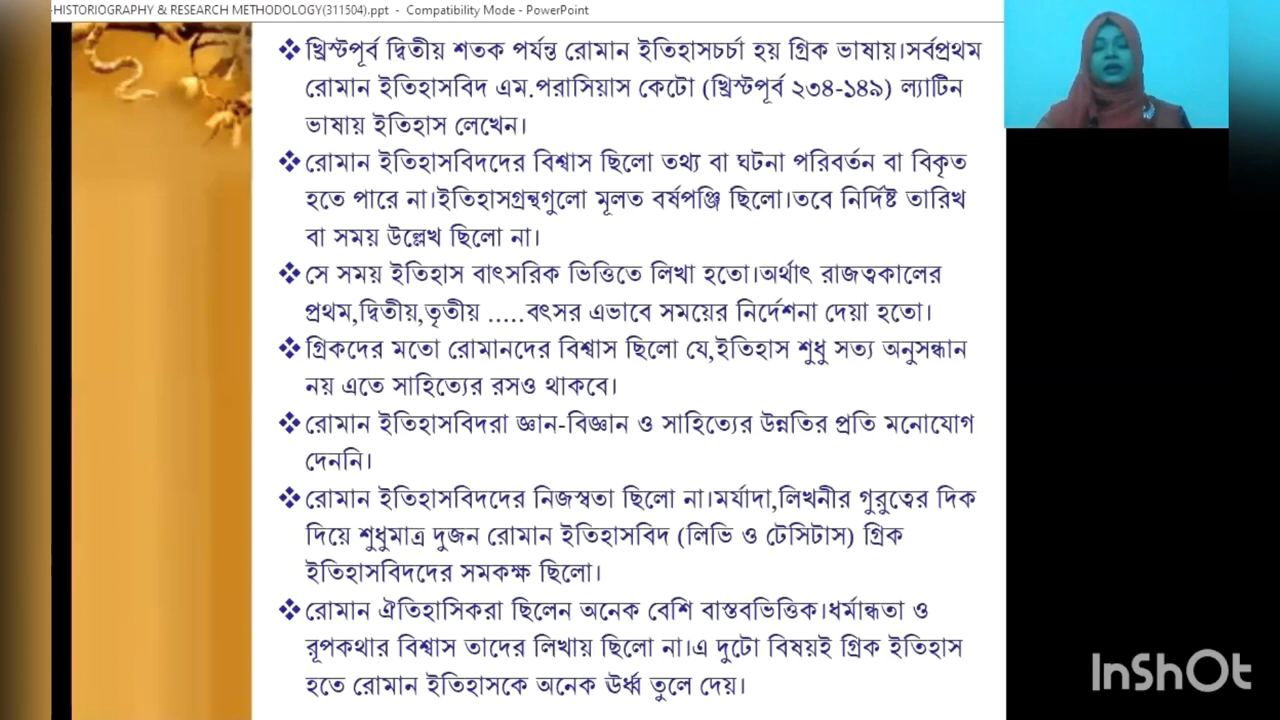 -HISTORIOGRAPHY & RESEARCH METHODOLOGY(311504).ppt - Compatibility Mode - PowerPoint
❖ খ্রিস্টপূর্ব দ্বিতীয় শতক পর্যন্ত রোমান ইতিহাসচর্চা হয় গ্রিক ভাষায়।সর্বপ্রথম
রোমান ইতিহাসবিদ এম.পরাসিয়াস কেটো (খ্রিস্টপূর্ব ২৩৪-১৪৯) ল্যাটিন
ভাষায় ইতিহাস লেখেন।
❖ রোমান ইতিহাসবিদদের বিশ্বাস ছিলো তথ্য বা ঘটনা পরিবর্তন বা বিকৃত
হতে পারে না।ইতিহাসগ্রন্থগুলো মূলত বর্ষপঞ্জি ছিলো।তবে নির্দিষ্ট তারিখ
বা সময় উল্লেখ ছিলো না।
❖ সে সময় ইতিহাস বাৎসরিক ভিত্তিতে লিখা হতো।অর্থাৎ রাজত্বকালের
প্রথম,দ্বিতীয়,তৃতীয় .....বৎসর এভাবে সময়ের নির্দেশনা দেয়া হতো।
❖ গ্রিকদের মতো রোমানদের বিশ্বাস ছিলো যে,ইতিহাস শুধু সত্য অনুসন্ধান
নয় এতে সাহিত্যের রসও থাকবে।
❖ রোমান ইতিহাসবিদরা জ্ঞান-বিজ্ঞান ও সাহিত্যের উন্নতির প্রতি মনোযোগ
দেননি।
❖ রোমান ইতিহাসবিদদের নিজস্বতা ছিলো না।মর্যাদা,লিখনীর গুরুত্বের দিক
দিয়ে শুধুমাত্র দুজন রোমান ইতিহাসবিদ (লিভি ও টেসিটাস) গ্রিক
ইতিহাসবিদদের সমকক্ষ ছিলো।
❖ রোমান ঐতিহাসিকরা ছিলেন অনেক বেশি বাস্তবভিত্তিক।ধর্মান্ধতা ও
রূপকথার বিশ্বাস তাদের লিখায় ছিলো না।এ দুটো বিষয়ই গ্রিক ইতিহাস
হতে রোমান ইতিহাসকে অনেক ঊর্ধ্ব তুলে দেয়।
InShOt